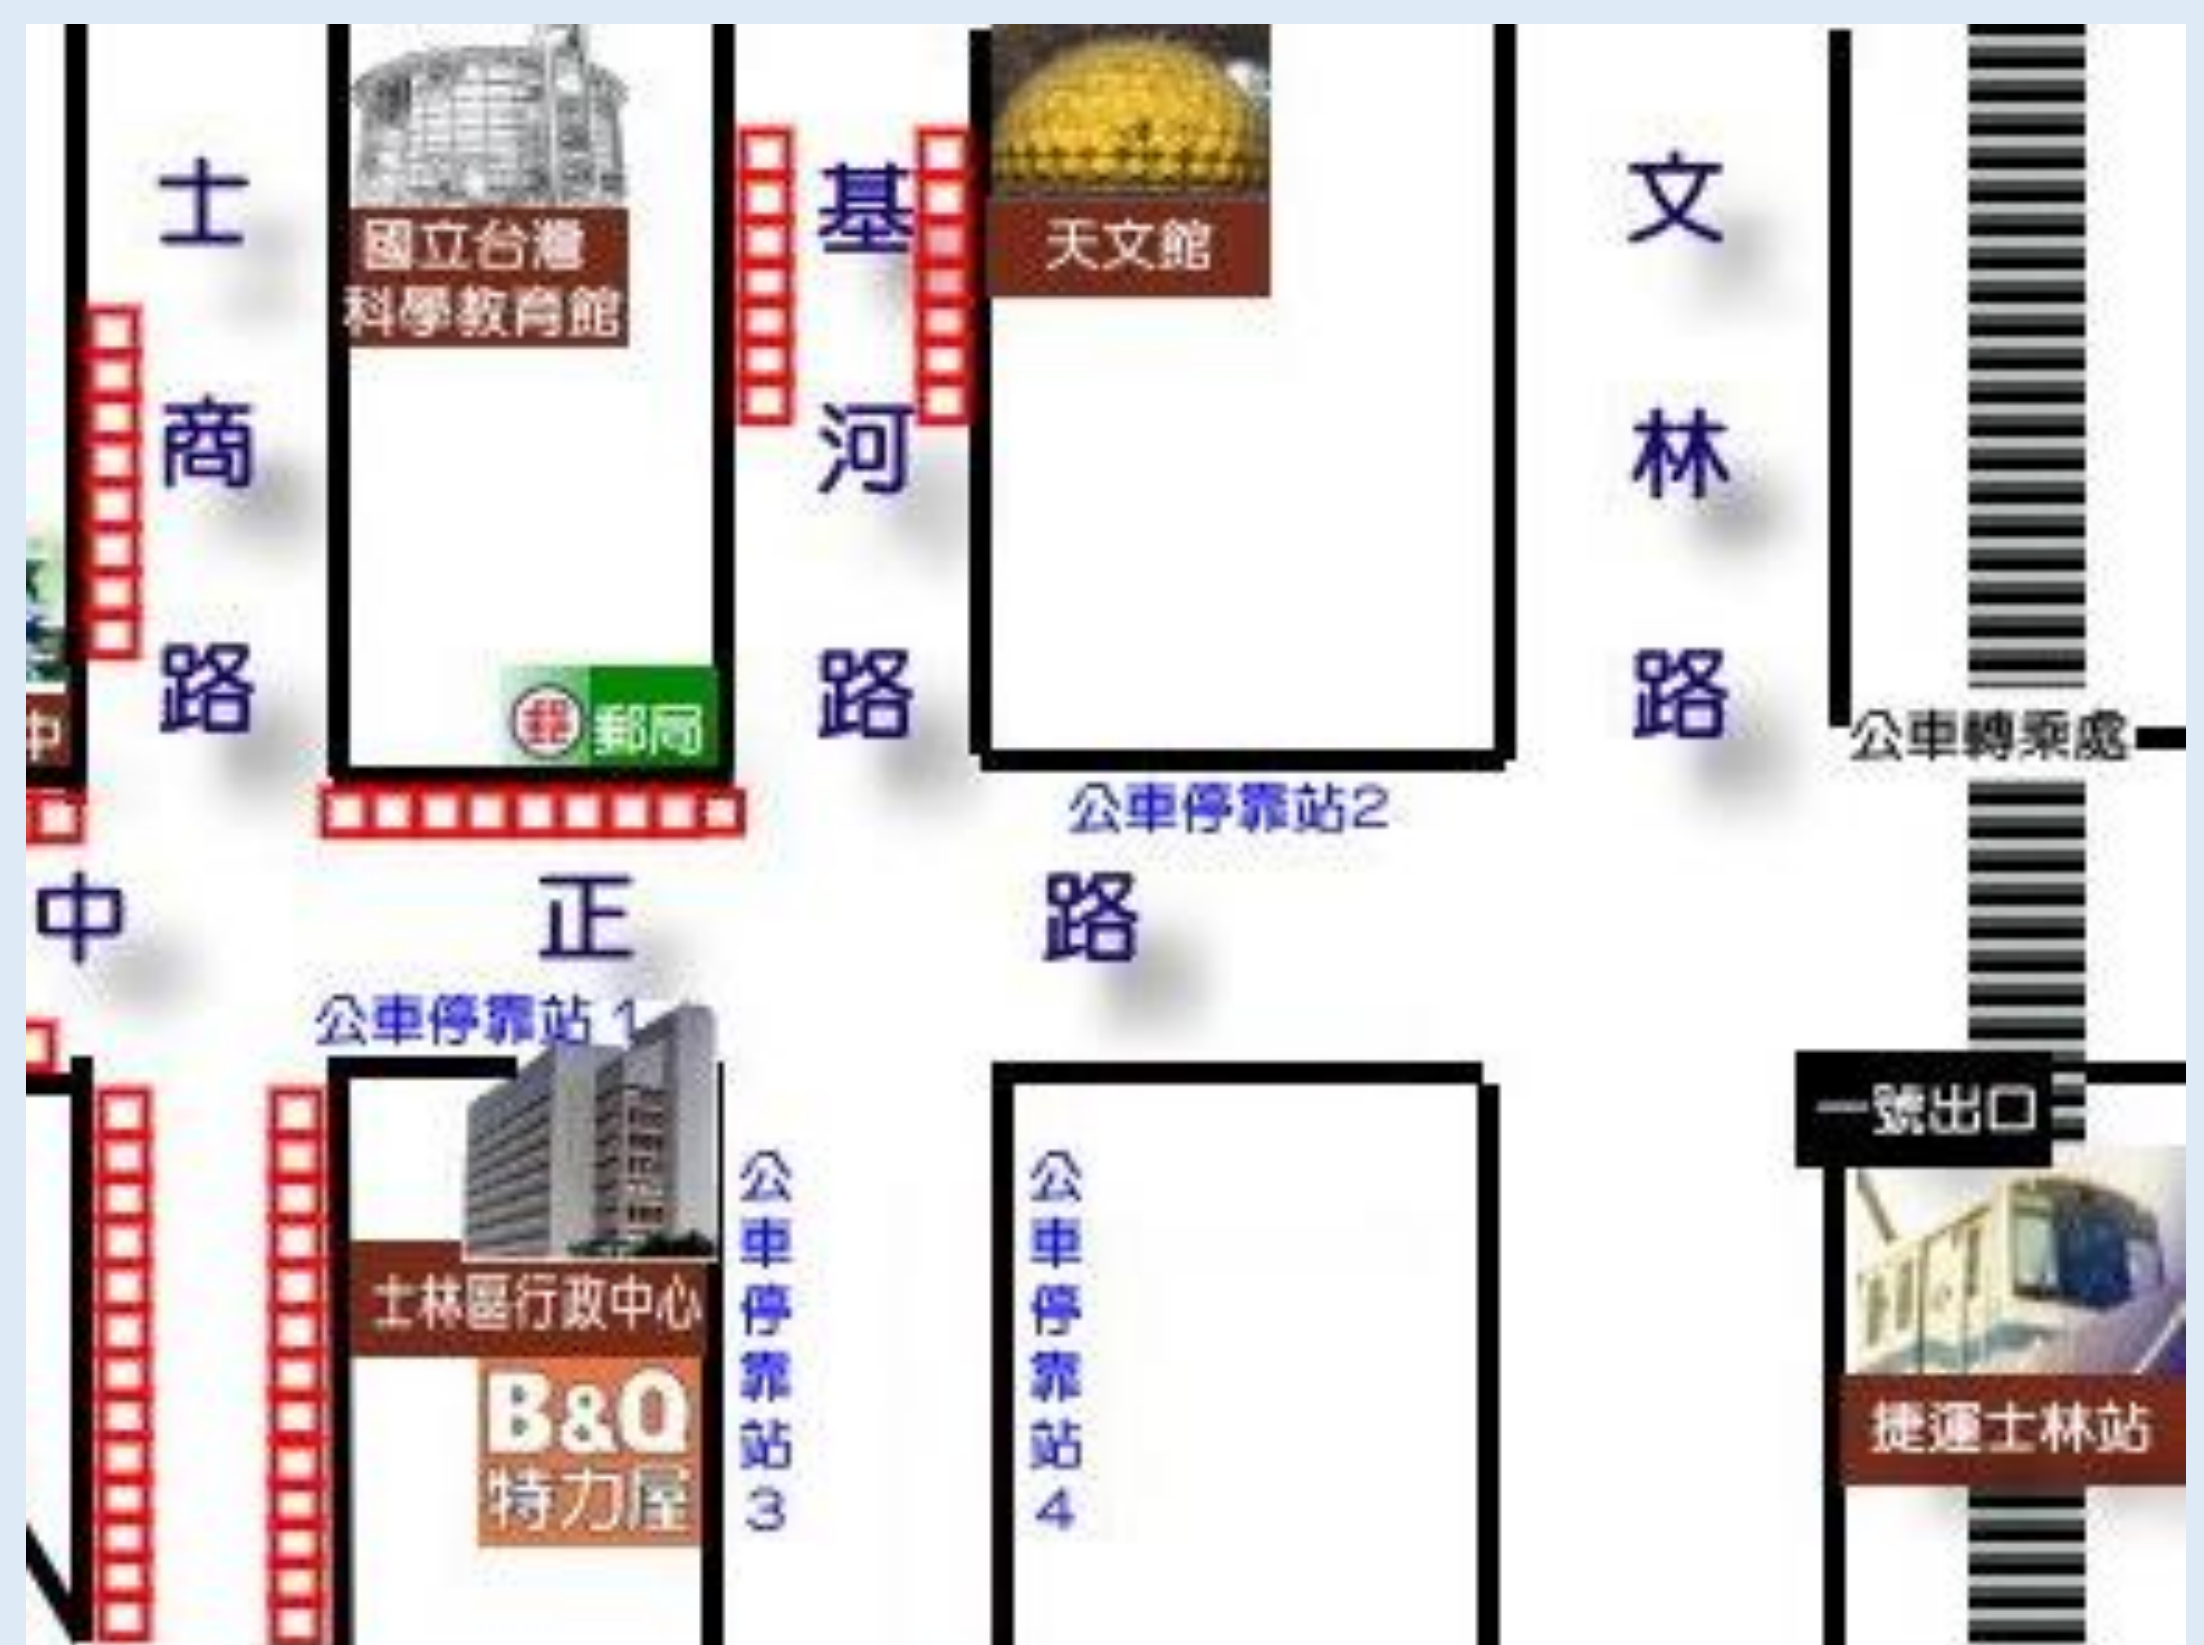 士商路
國立台灣
科學教育館
基河路
天文館
文林路
郵局
中
公車轉乘處
公車停靠站2
中正路
公車停靠站 1
一號出口
士林區行政中心
B&Q
特力屋
公車停靠站3
公車停靠站4
捷運士林站